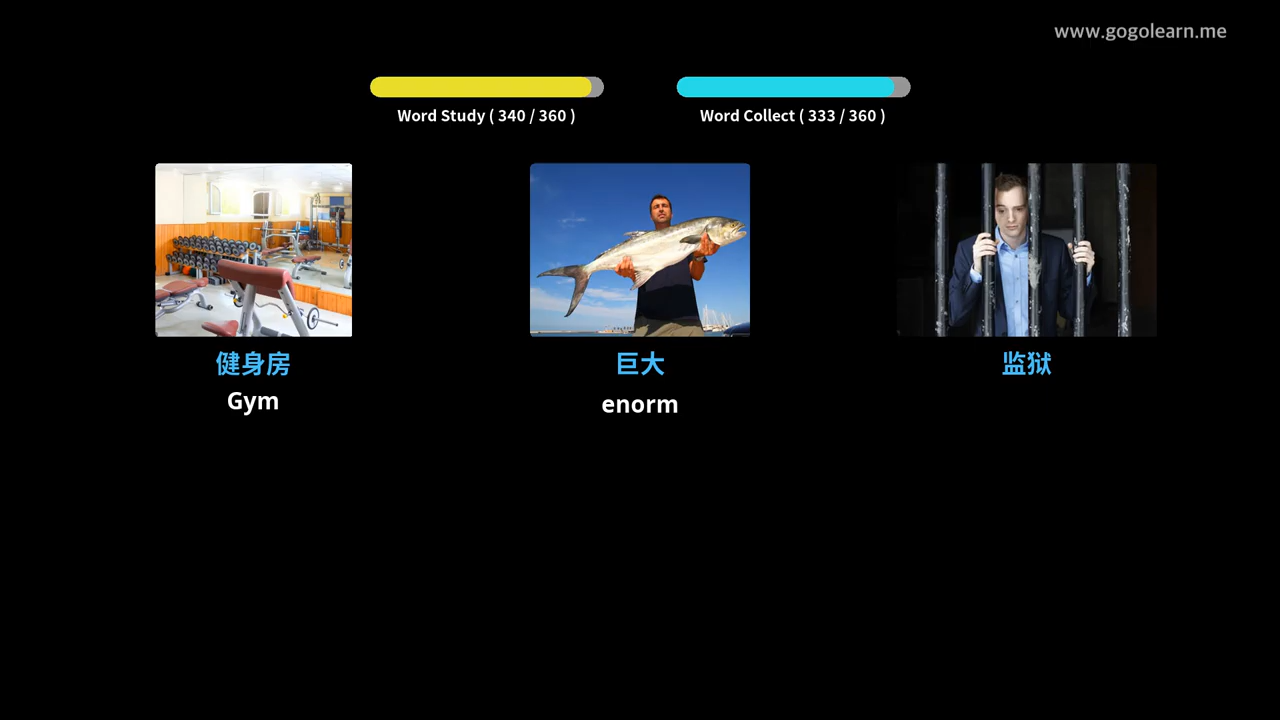 www.gogolearn.me
Word Study ( 340 / 360 )
Word Collect ( 333 / 360 )
健身房
巨大
监狱
Gym
enorm